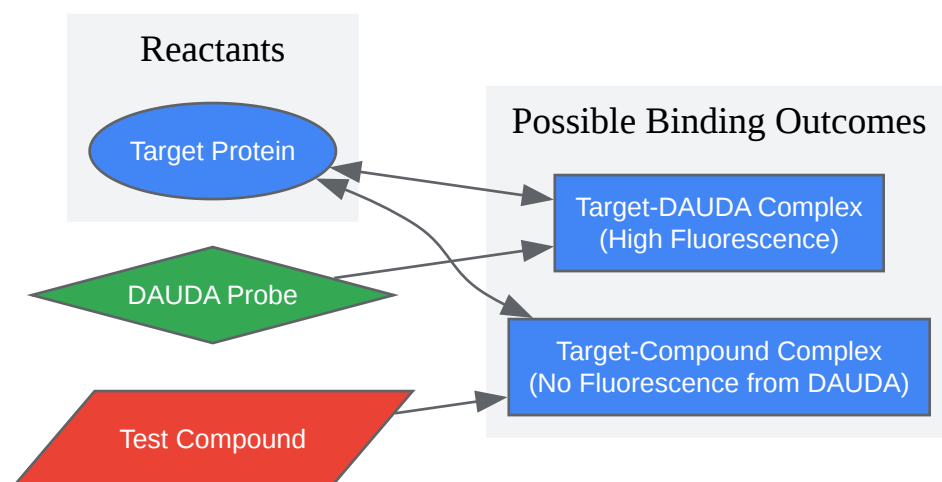 Reactants
Target Protein
DAUDA Probe
Test Compound
Possible Binding Outcomes
Target-DAUDA Complex
(High Fluorescence)
Target-Compound Complex
(No Fluorescence from DAUDA)